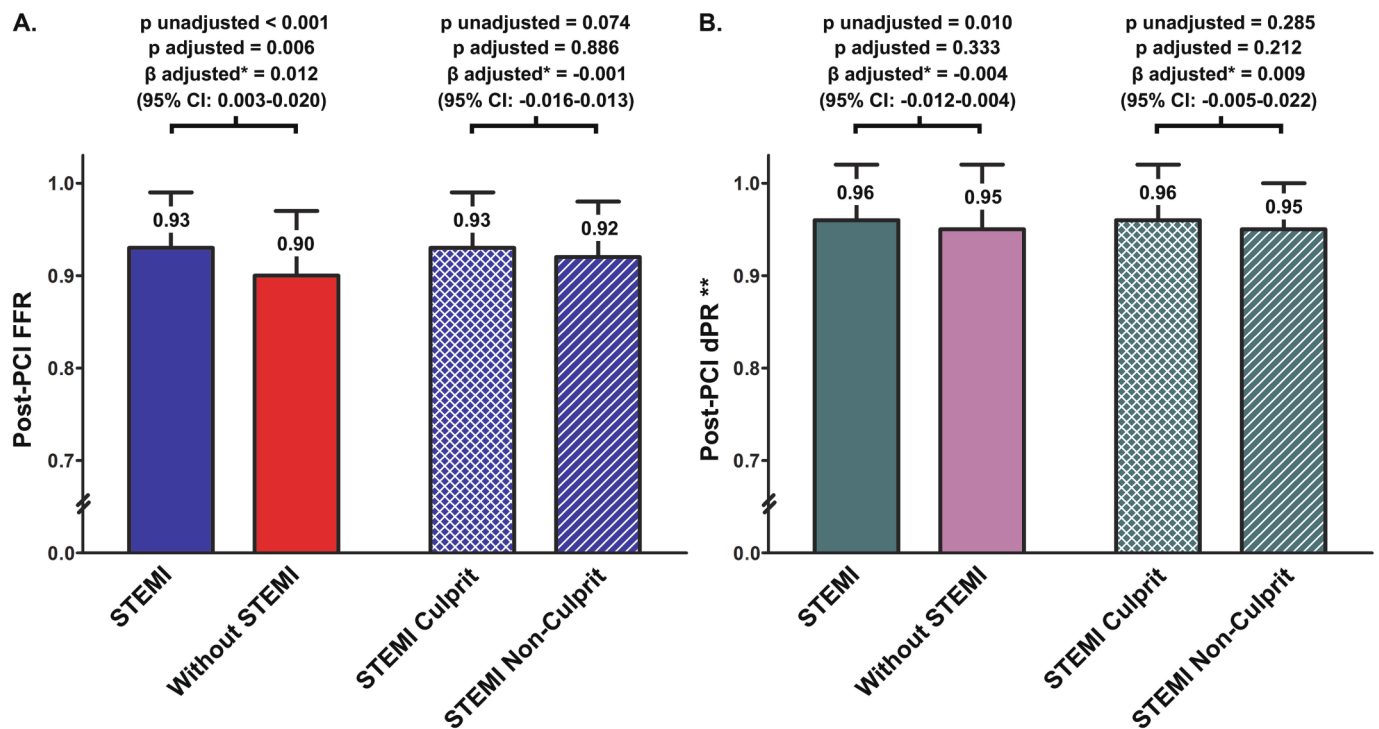 A.
p unadjusted < 0.001
p adjusted = 0.006
β adjusted* = 0.012
(95% CI: 0.003-0.020)
p unadjusted = 0.074
p adjusted = 0.886
β adjusted* = -0.001
(95% CI: -0.016-0.013)
Post-PCI FFR
1.0
0.9
0.8
0.7
0.0
0.93
0.90
0.93
0.92
STEMI
Without STEMI
STEMI Culprit
STEMI Non-Culprit
B.
p unadjusted = 0.010
p adjusted = 0.333
β adjusted* = -0.004
(95% CI: -0.012-0.004)
p unadjusted = 0.285
p adjusted = 0.212
β adjusted* = 0.009
(95% CI: -0.005-0.022)
Post-PCI dPR **
1.0
0.9
0.8
0.7
0.0
0.96
0.95
0.96
0.95
STEMI
Without STEMI
STEMI Culprit
STEMI Non-Culprit